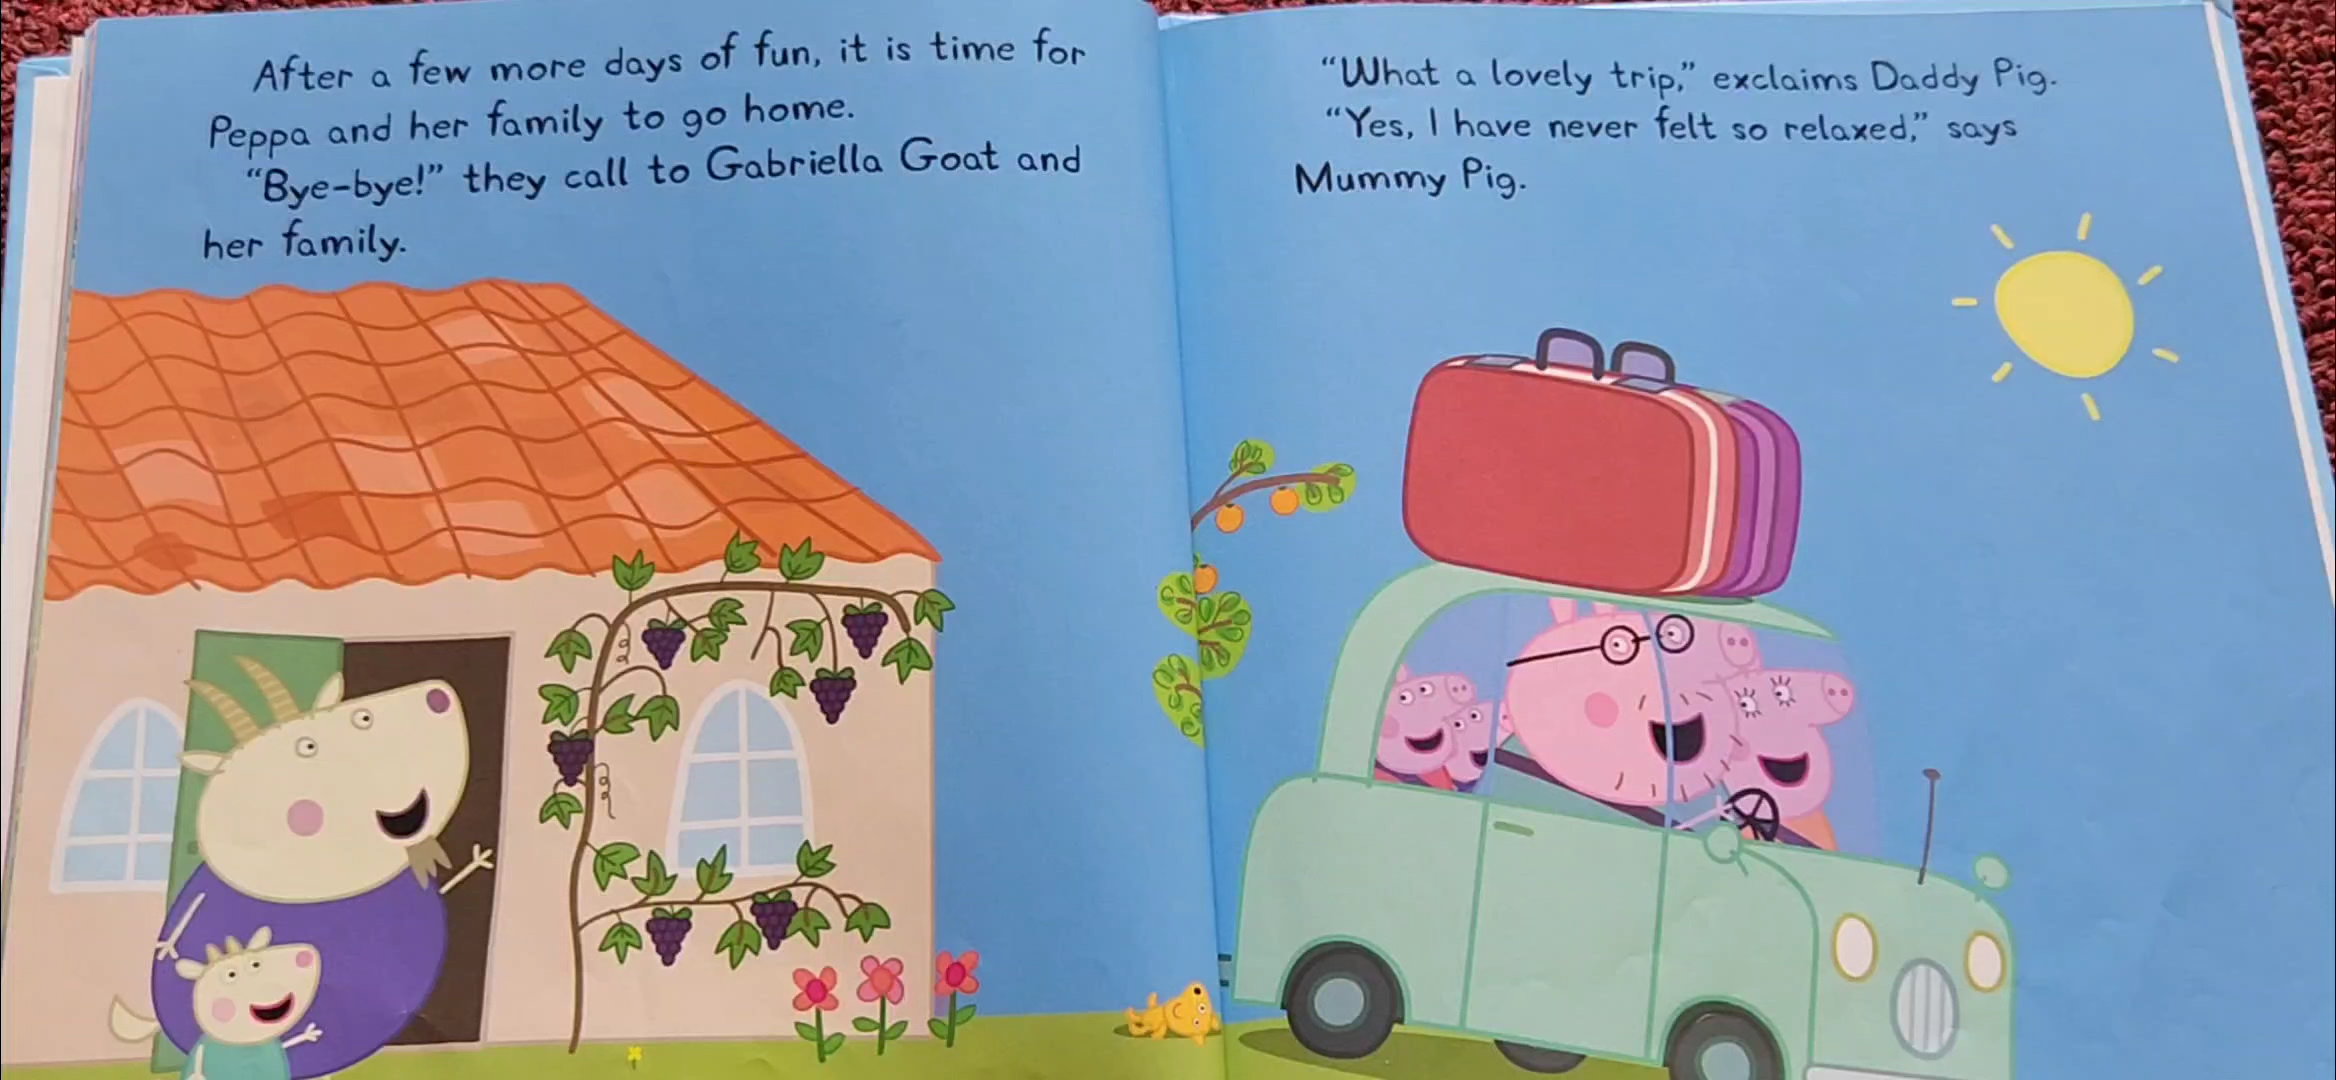 After a few more days of fun, it is time for
Peppa and her family to go home.
“Bye-bye!” they call to Gabriella Goat and
her family.
“What a lovely trip,” exclaims Daddy Pig.
“Yes, I have never felt so relaxed,” says
Mummy Pig.